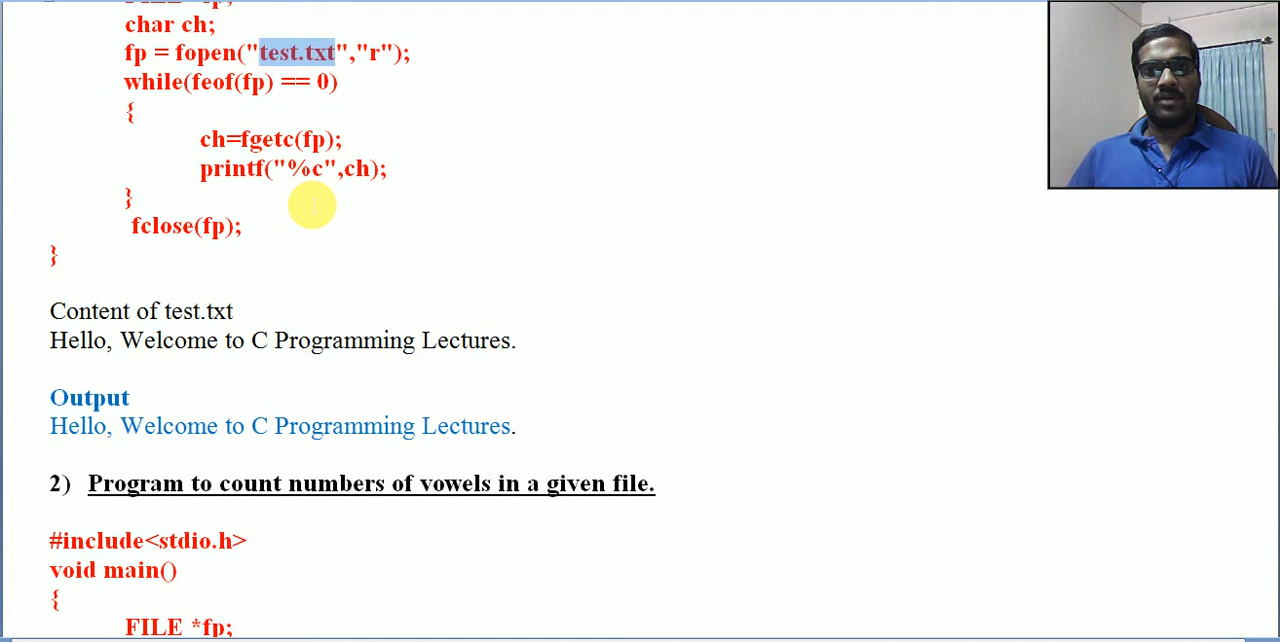 char ch;
fp = fopen("test.txt","r");
while(feof(fp) == 0)
{
ch=fgetc(fp);
printf("%c",ch);
}
fclose(fp);
}
Content of test.txt
Hello, Welcome to C Programming Lectures.
Output
Hello, Welcome to C Programming Lectures.
2) Program to count numbers of vowels in a given file.
#include<stdio.h>
void main()
{
FILE *fp;